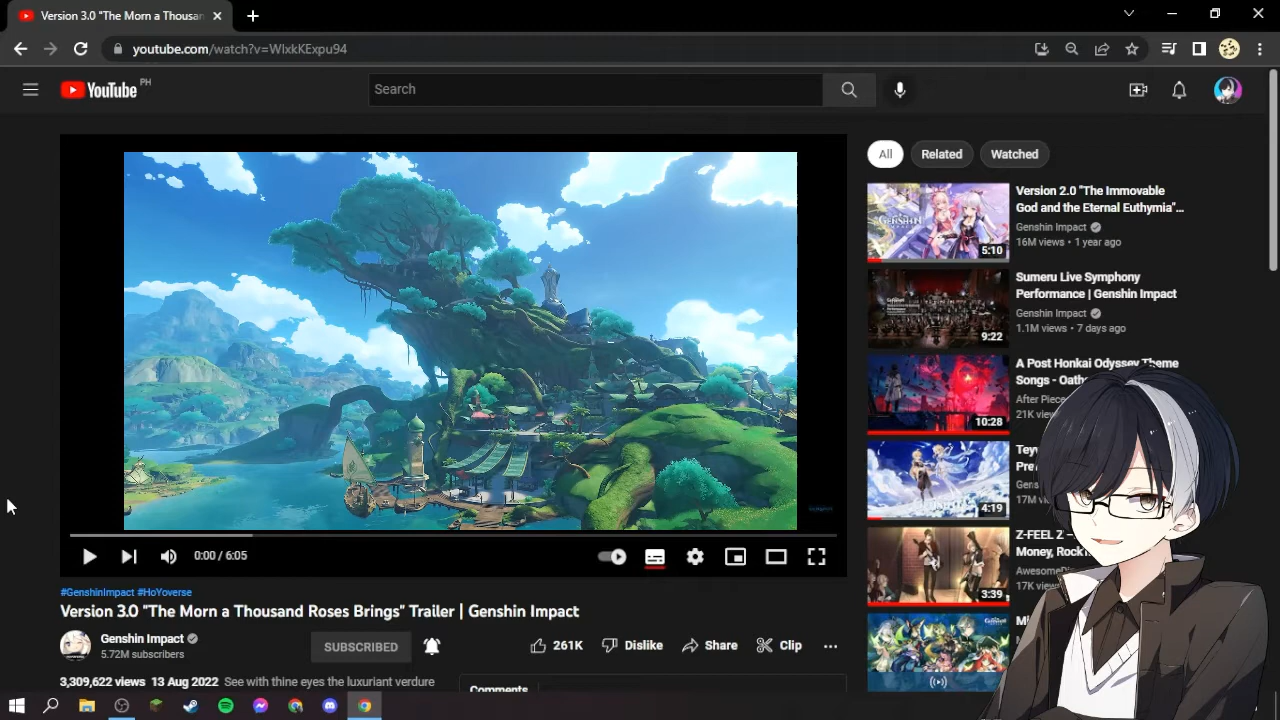 Version 3.0 "The Morn a Thousan
youtube.com/watch?v=WlxkKExpu94
YouTube PH
Search
All
Related
Watched
GENSHIN
5:10
Version 2.0 "The Immovable
God and the Eternal Euthymia"...
Genshin Impact
16M views • 1 year ago
9:22
Sumeru Live Symphony
Performance | Genshin Impact
Genshin Impact
1.1M views • 7 days ago
10:28
A Post Honkai Odyssey Theme
Songs - Oath
After Piece
21K view
4:19
Teyv
Pre
Gens
17M v
3:39
Z-FEEL 2 –
Money, Rock
Awesome
17K
0:00 / 6:05
#GenshinImpact #HoYoverse
Version 3.0 "The Morn a Thousand Roses Brings" Trailer | Genshin Impact
Genshin Impact
5.72M subscribers
SUBSCRIBED
261K
Dislike
Share
Clip
3,309,622 views 13 Aug 2022 See with thine eyes the luxuriant verdure
Comments